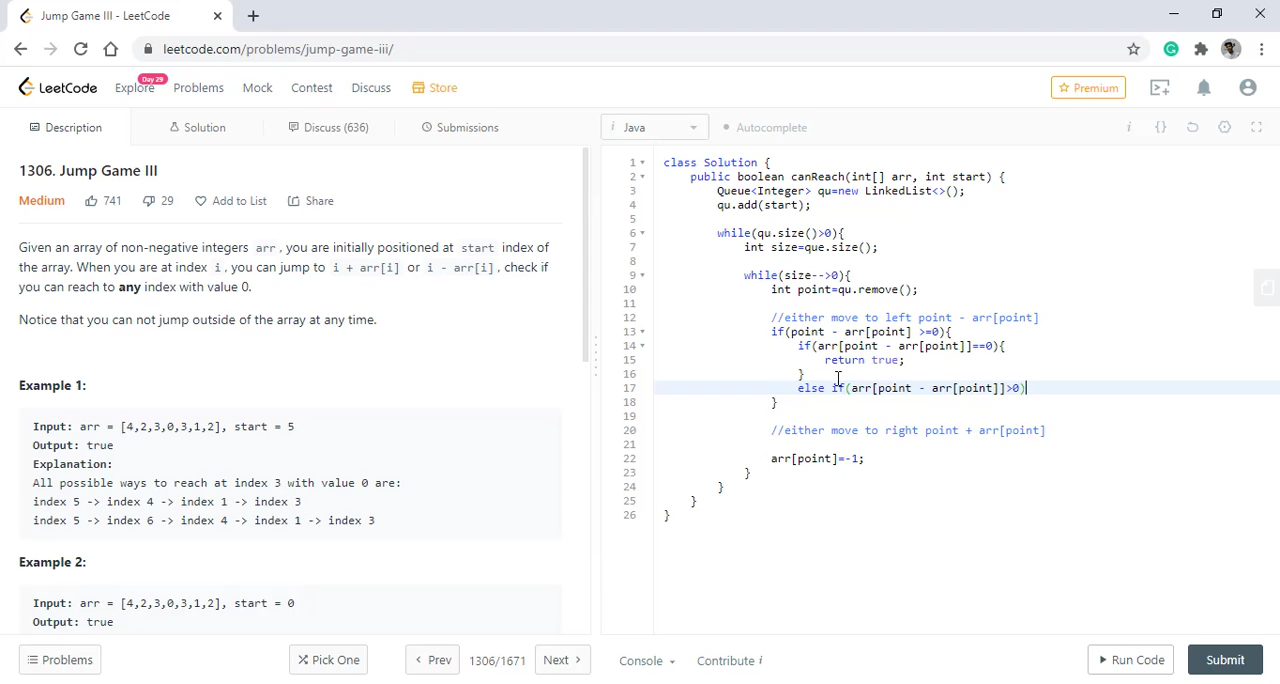 Jump Game III - LeetCode
leetcode.com/problems/jump-game-iii/
LeetCode
Explore
Day 29
Problems
Mock
Contest
Discuss
Store
Premium
Description
Solution
Discuss (636)
Submissions
i Java
Autocomplete
1306. Jump Game III
Medium
741
29
Add to List
Share
Given an array of non-negative integers arr, you are initially positioned at start index of
the array. When you are at index i, you can jump to i + arr[i] or i - arr[i], check if
you can reach to any index with value 0.
Notice that you can not jump outside of the array at any time.
Example 1:
Input: arr = [4,2,3,0,3,1,2], start = 5
Output: true
Explanation:
All possible ways to reach at index 3 with value 0 are:
index 5 -> index 4 -> index 1 -> index 3
index 5 -> index 6 -> index 4 -> index 1 -> index 3
Example 2:
Input: arr = [4,2,3,0,3,1,2], start = 0
Output: true
1 class Solution {
2 public boolean canReach(int[] arr, int start) {
3 Queue<Integer> qu=new LinkedList<>();
4 qu.add(start);
5
6 while(qu.size()>0){
7 int size=que.size();
8
9 while(size-->0){
10 int point=qu.remove();
11
12 //either move to left point - arr[point]
13 if(point - arr[point] >=0){
14 if(arr[point - arr[point]]==0){
15 return true;
16 }
17 else if(arr[point - arr[point]]>0)
18 }
19
20 //either move to right point + arr[point]
21
22 arr[point]=-1;
23 }
24 }
25 }
26 }
Problems
Pick One
Prev
1306/1671
Next
Console
Contribute i
Run Code
Submit